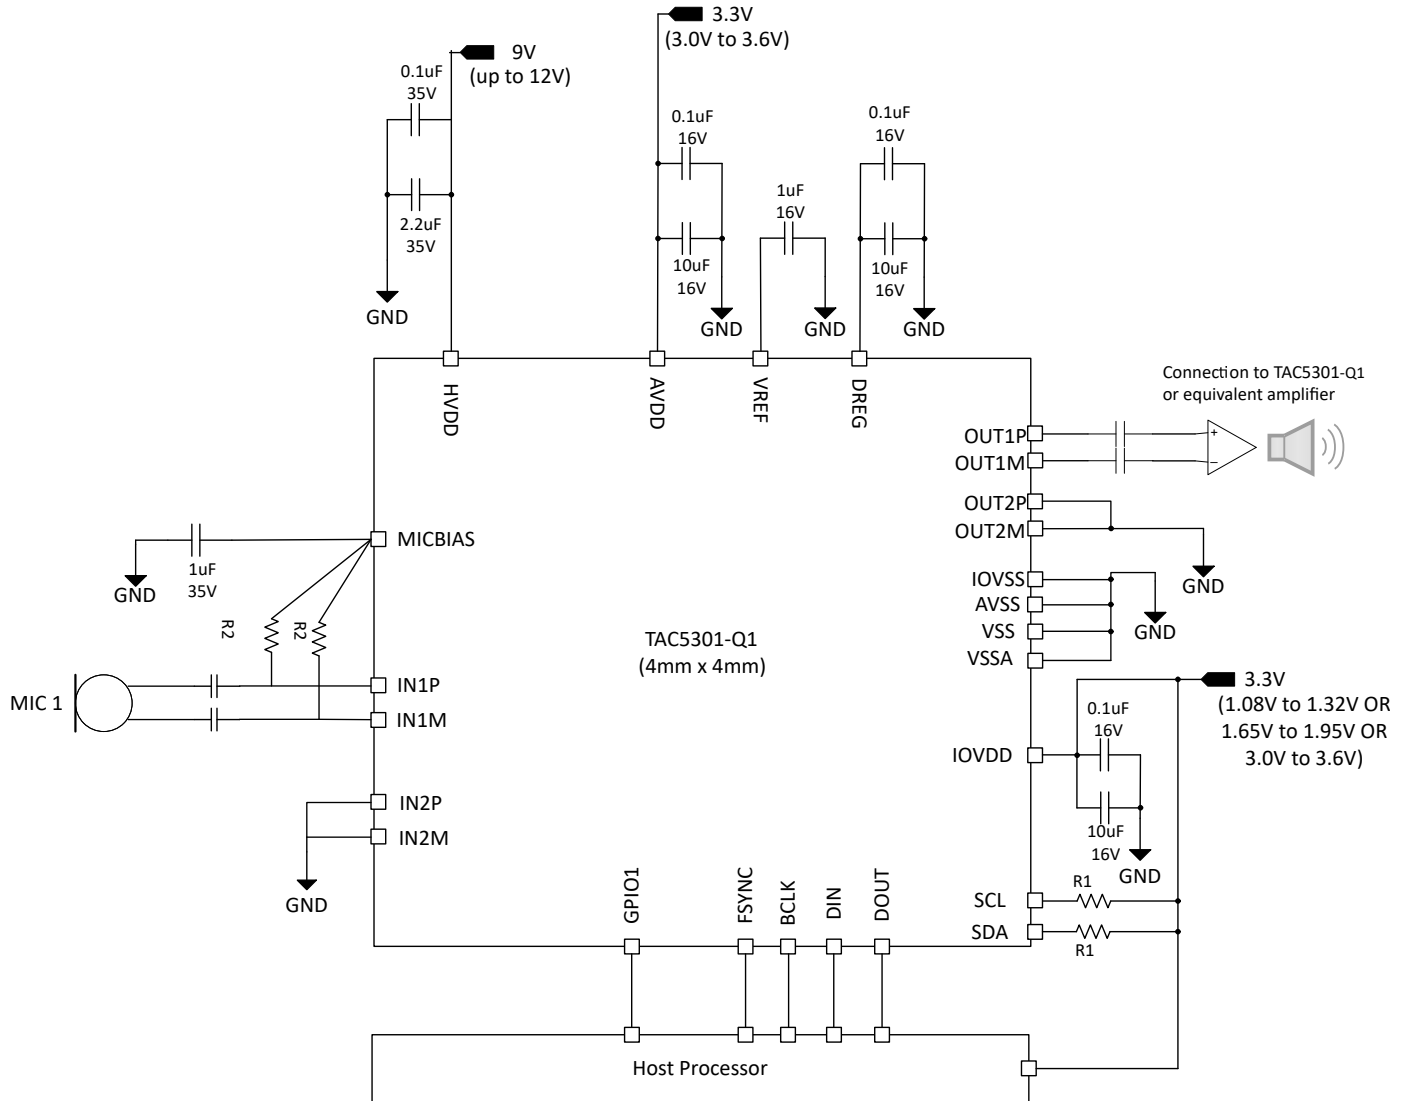 3.3V
(3.0V to 3.6V)
9V
(up to 12V)
0.1uF
35V
2.2uF
35V
GND
0.1uF
16V
10uF
16V
GND
1uF
16V
GND
0.1uF
16V
10uF
16V
GND
HVDD
AVDD
VREF
DREG
Connection to TAC5301-Q1
or equivalent amplifier
OUT1P
+
OUT1M
–
OUT2P
OUT2M
GND
MICBIAS
1uF
35V
GND
R2
R2
IOVSS
AVSS
VSS
VSSA
GND
TAC5301-Q1
(4mm x 4mm)
MIC 1
IN1P
IN1M
IN2P
IN2M
GND
3.3V
(1.08V to 1.32V OR
1.65V to 1.95V OR
3.0V to 3.6V)
IOVDD
0.1uF
16V
10uF
16V
GND
SCL
R1
SDA
R1
GPIO1
FSYNC
BCLK
DIN
DOUT
Host Processor